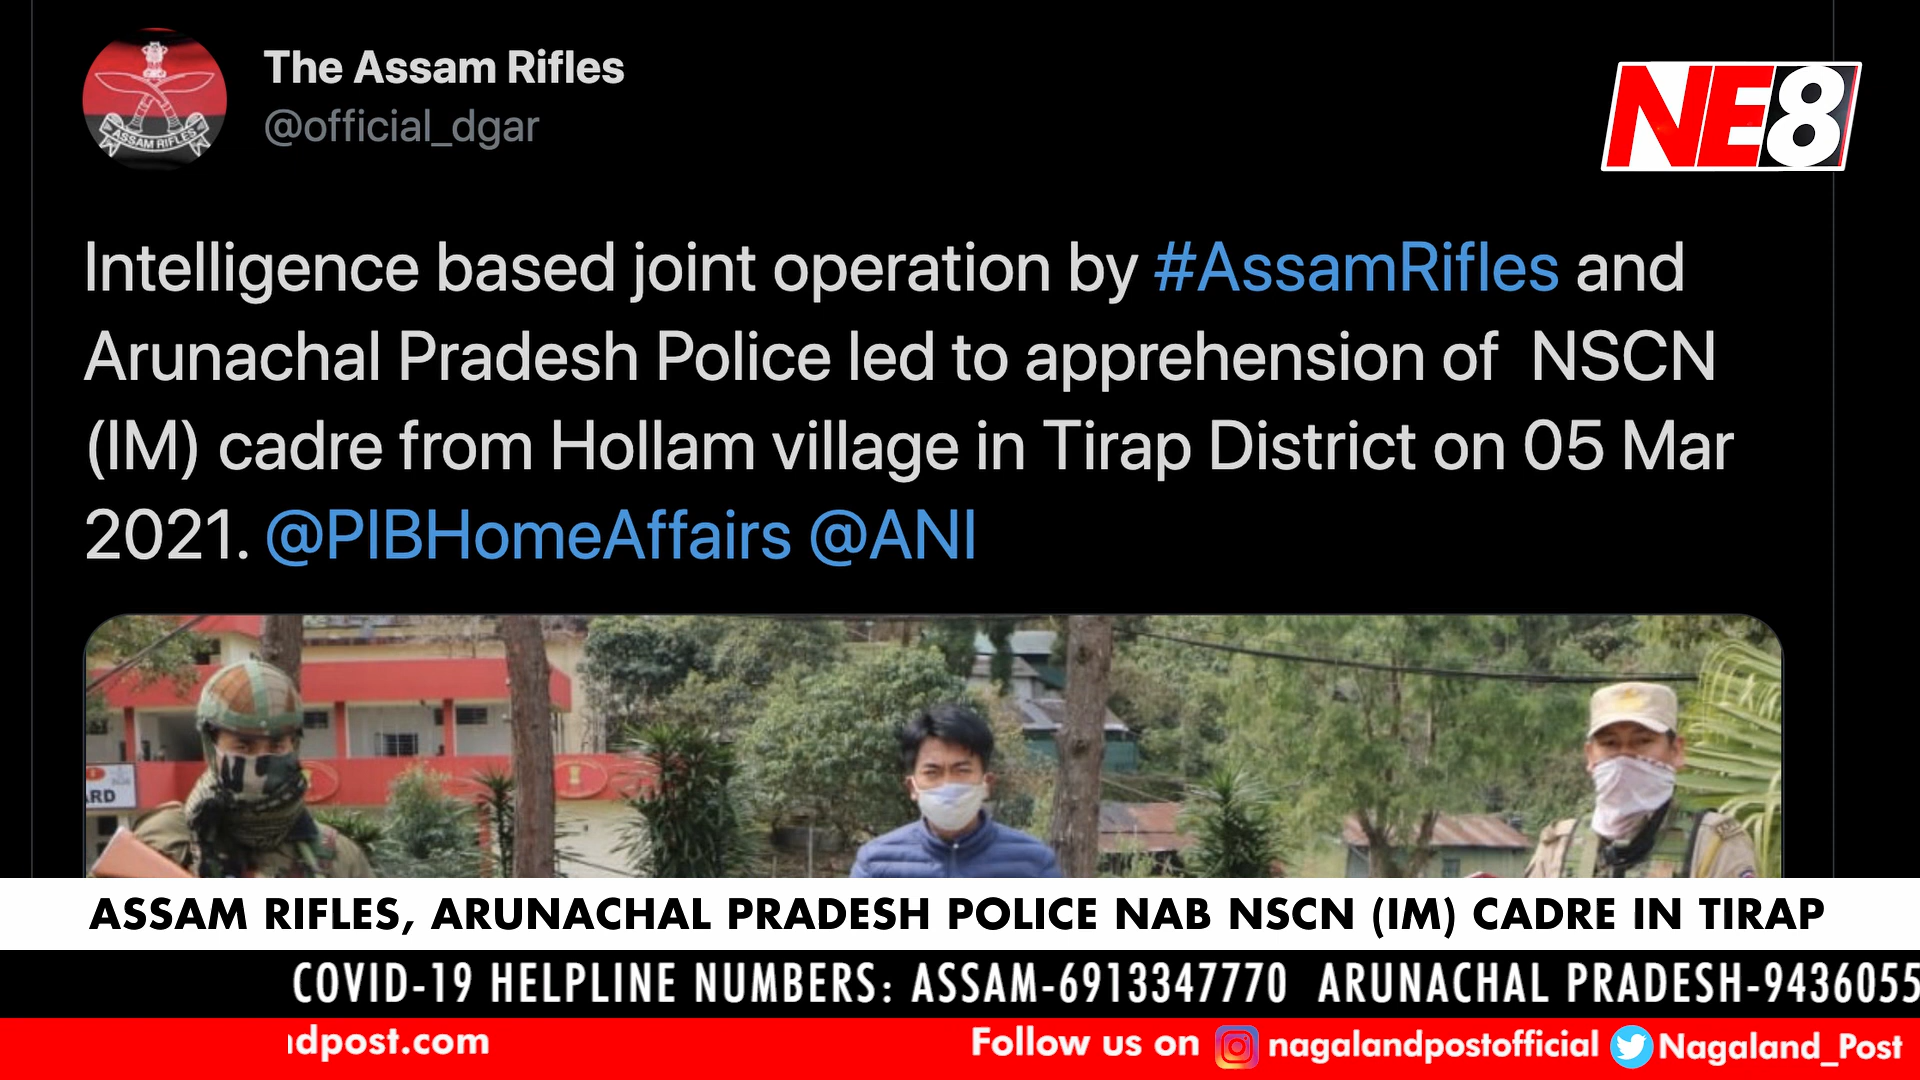 The Assam Rifles
@official_dgar
ASSAM RIFLES
NE8
Intelligence based joint operation by #AssamRifles and
Arunachal Pradesh Police led to apprehension of NSCN
(IM) cadre from Hollam village in Tirap District on 05 Mar
2021. @PIBHomeAffairs @ANI
ARD
ASSAM RIFLES, ARUNACHAL PRADESH POLICE NAB NSCN (IM) CADRE IN TIRAP
COVID-19 HELPLINE NUMBERS: ASSAM-6913347770 ARUNACHAL PRADESH-9436055
dpost.com Follow us on nagalandpostofficial Nagaland_Post